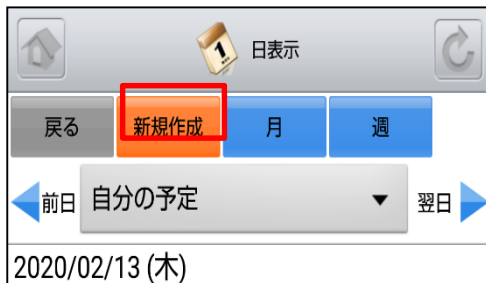 1 日表示
戻る 新規作成 月 週
前日 自分の予定 翌日
2020/02/13 (木)